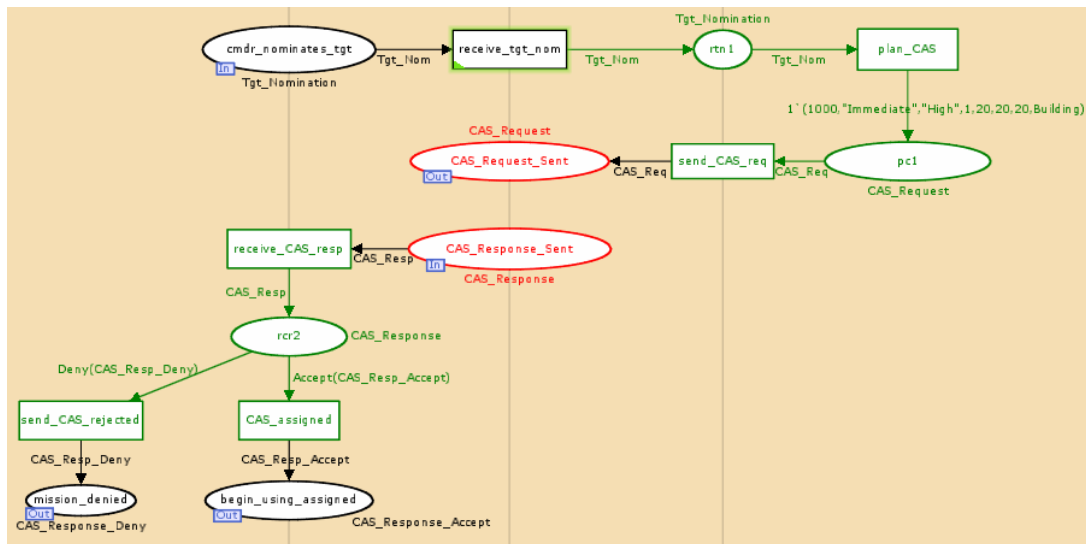 Tgt_Nomination
cmdr_nominates_tgt
receive_tgt_nom
rtn1
plan_CAS
In
Tgt_Nom
Tgt_Nom
Tgt_Nom
Tgt_Nomination
1`(1000,"Immediate","High",1,20,20,20,Building)
CAS_Request
CAS_Request_Sent
send_CAS_req
pc1
Out
CAS_Req
CAS_Req
CAS_Request
receive_CAS_resp
CAS_Response_Sent
CAS_Resp
In
CAS_Response
CAS_Resp
rcr2
CAS_Response
Deny(CAS_Resp_Deny)
Accept(CAS_Resp_Accept)
send_CAS_rejected
CAS_assigned
CAS_Resp_Deny
CAS_Resp_Accept
mission_denied
begin_using_assigned
Out
Out
CAS_Response_Deny
CAS_Response_Accept